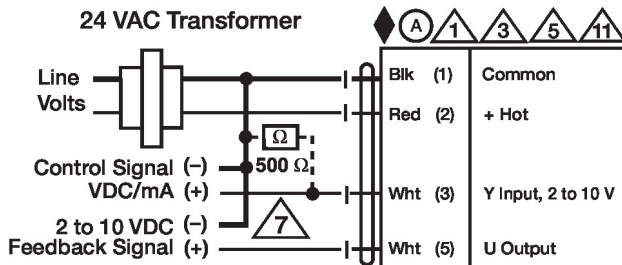 24 VAC Transformer
A 1 3 5 11
Line
Volts
Blk (1) Common
Red (2) + Hot
Ω
500 Ω
Control Signal (–)
VDC/mA (+)
Wht (3) Y Input, 2 to 10 V
7
2 to 10 VDC (–)
Feedback Signal (+)
Wht (5) U Output